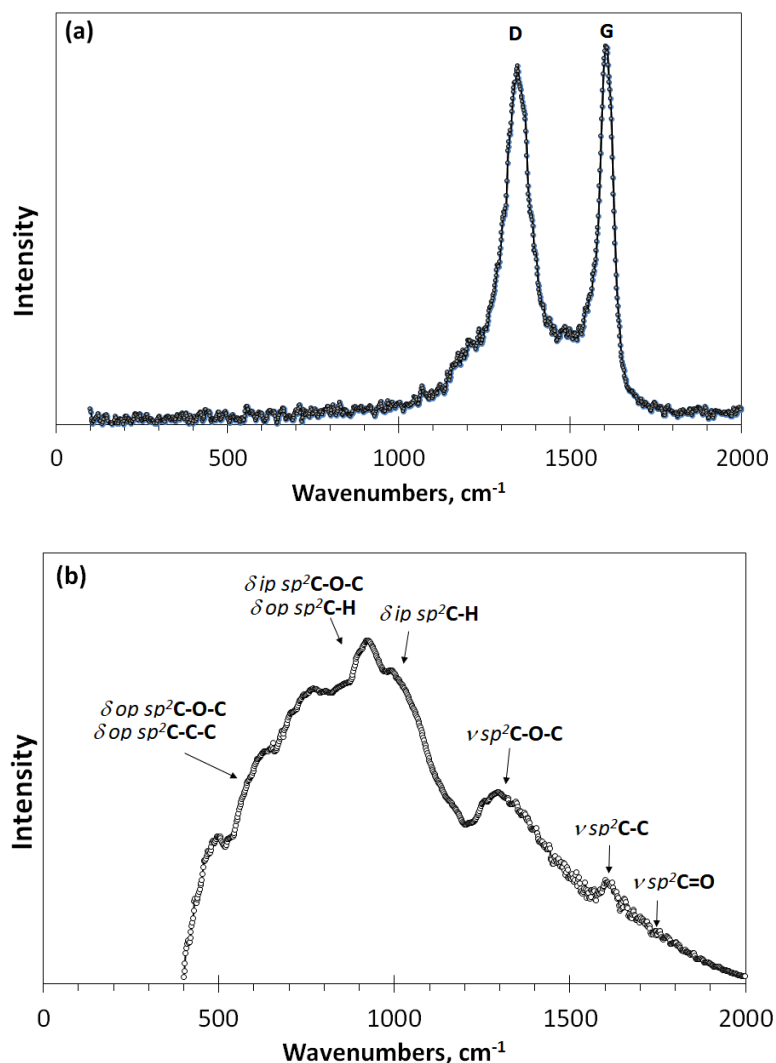 (a)
D
G
Intensity
0 500 1000 1500 2000
Wavenumbers, cm⁻¹
(b)
δ ip sp²C-O-C
δ op sp²C-H
δ ip sp²C-H
δ op sp²C-O-C
δ op sp²C-C-C
ν sp²C-O-C
ν sp²C-C
ν sp²C=O
Intensity
0 500 1000 1500 2000
Wavenumbers, cm⁻¹